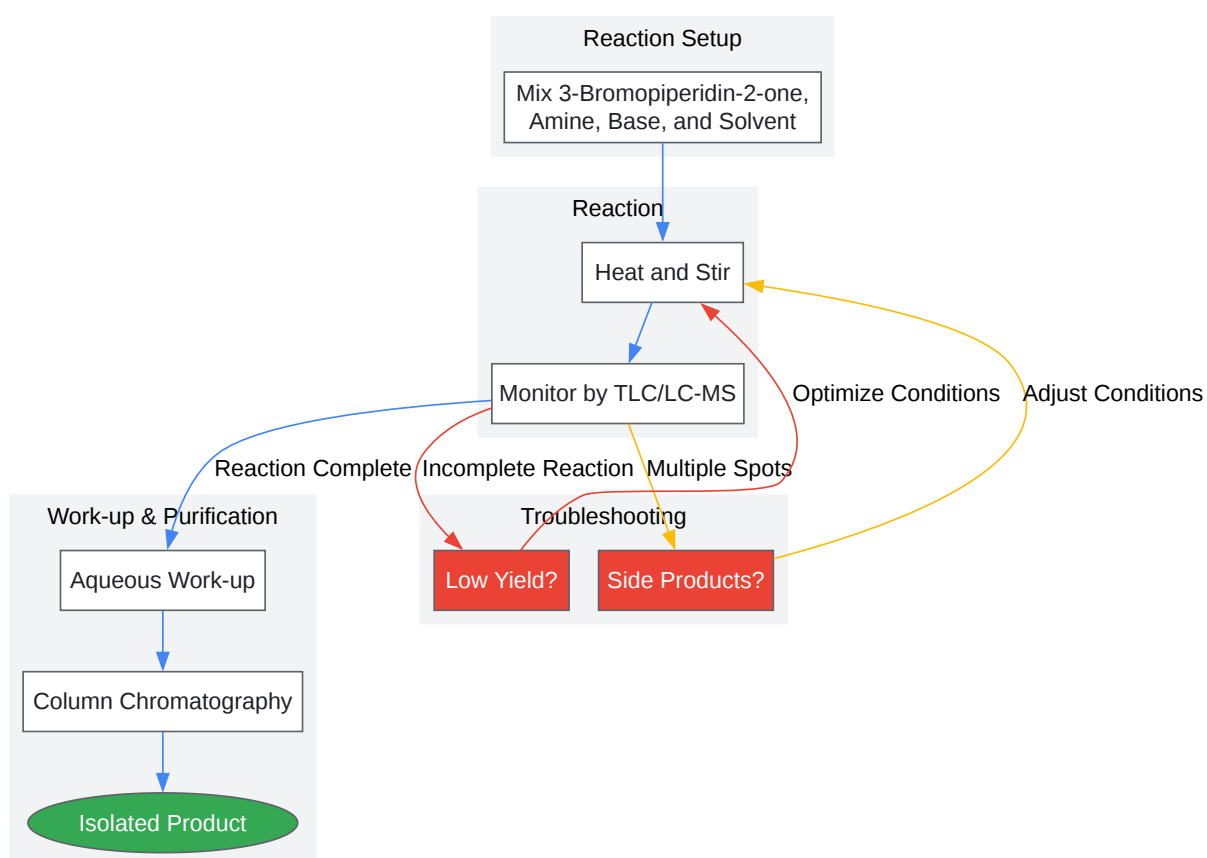 Reaction Setup
Mix 3-Bromopiperidin-2-one,
Amine, Base, and Solvent
Reaction
Heat and Stir
Monitor by TLC/LC-MS
Optimize Conditions
Adjust Conditions
Reaction Complete
Incomplete Reaction
Multiple Spots
Work-up & Purification
Troubleshooting
Aqueous Work-up
Low Yield?
Side Products?
Column Chromatography
Isolated Product